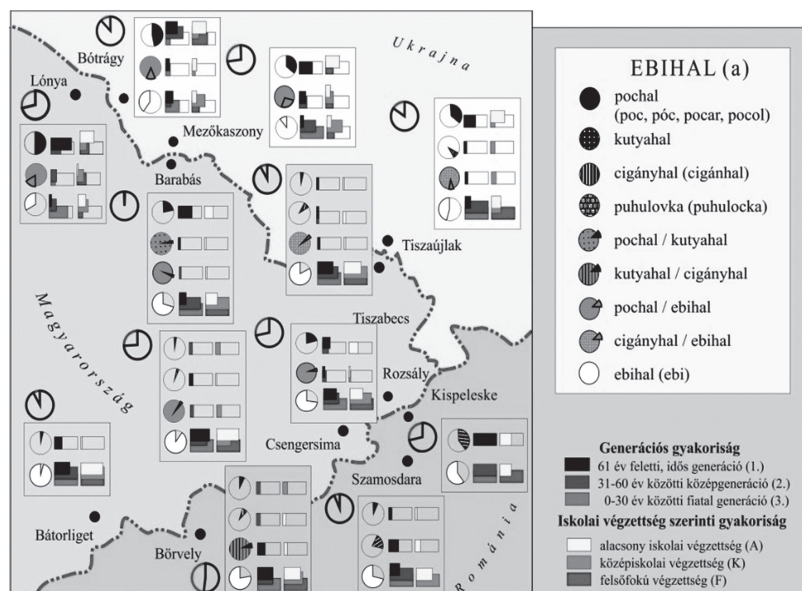 Ukrajna
Bótrágy
Lónya
Mezőkaszony
Barabás
Tiszaújlak
Tiszabecs
Magyarország
Rozsály
Kispeleske
Csengersima
Szamosdara
Bátorliget
Börvely
Románia
EBIHAL (a)
pochal
(poc, póc, pocar, pocol)
kutyahal
cigányhal (cigánhal)
puhulovka (puhulocka)
pochal / kutyahal
kutyahal / cigányhal
pochal / ebihal
cigányhal / ebihal
ebihal (ebi)
Generációs gyakoriság
61 év feletti, idős generáció (1.)
31-60 év közötti középgeneráció (2.)
0-30 év közötti fiatal generáció (3.)
Iskolai végzettség szerinti gyakoriság
alacsony iskolai végzettség (A)
középiskolai végzettség (K)
felsőfokú végzettség (F)